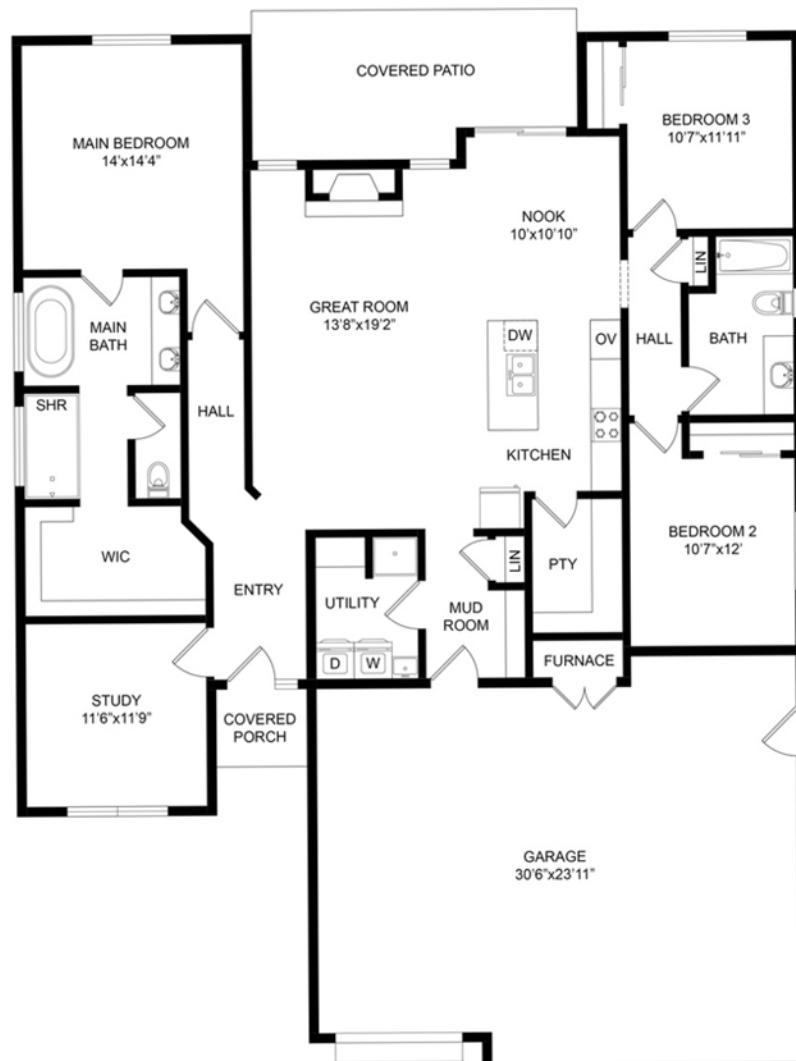 COVERED PATIO
MAIN BEDROOM
14'x14'4"
BEDROOM 3
10'7"x11'11"
NOOK
10'x10'10"
LIN
GREAT ROOM
13'8"x19'2"
MAIN
BATH
DW
OV
HALL
BATH
SHR
HALL
KITCHEN
WIC
BEDROOM 2
10'7"x12'
LIN
PTY
ENTRY
UTILITY
MUD
ROOM
D
W
FURNACE
STUDY
11'6"x11'9"
COVERED
PORCH
GARAGE
30'6"x23'11"